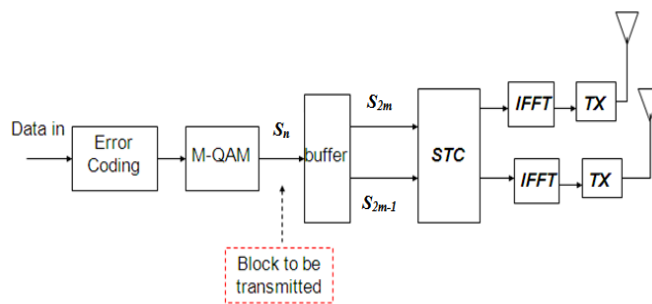 Data in
Error
Coding
M-QAM
Sn
buffer
S2m
S2m-1
STC
IFFT
TX
IFFT
TX
Block to be
transmitted